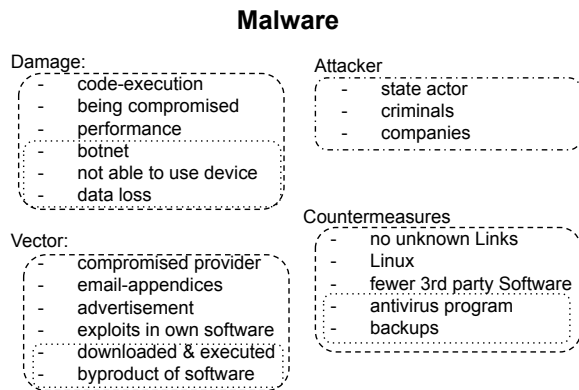 Malware
Damage:
- code-execution
- being compromised
- performance
- botnet
- not able to use device
- data loss
Vector:
- compromised provider
- email-appendices
- advertisement
- exploits in own software
- downloaded & executed
- byproduct of software
Attacker
- state actor
- criminals
- companies
Countermeasures
- no unknown Links
- Linux
- fewer 3rd party Software
- antivirus program
- backups